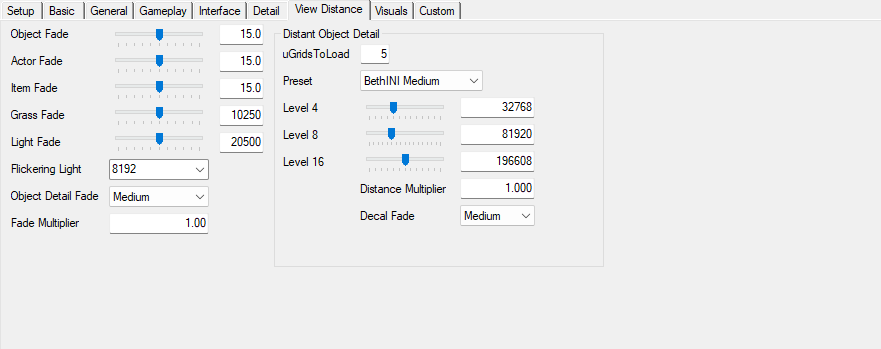 Setup Basic General Gameplay Interface Detail View Distance Visuals Custom
Object Fade 15.0
Actor Fade 15.0
Item Fade 15.0
Grass Fade 10250
Light Fade 20500
Flickering Light 8192
Object Detail Fade Medium
Fade Multiplier 1.00
Distant Object Detail
uGridsToLoad 5
Preset BethINI Medium
Level 4 32768
Level 8 81920
Level 16 196608
Distance Multiplier 1.000
Decal Fade Medium